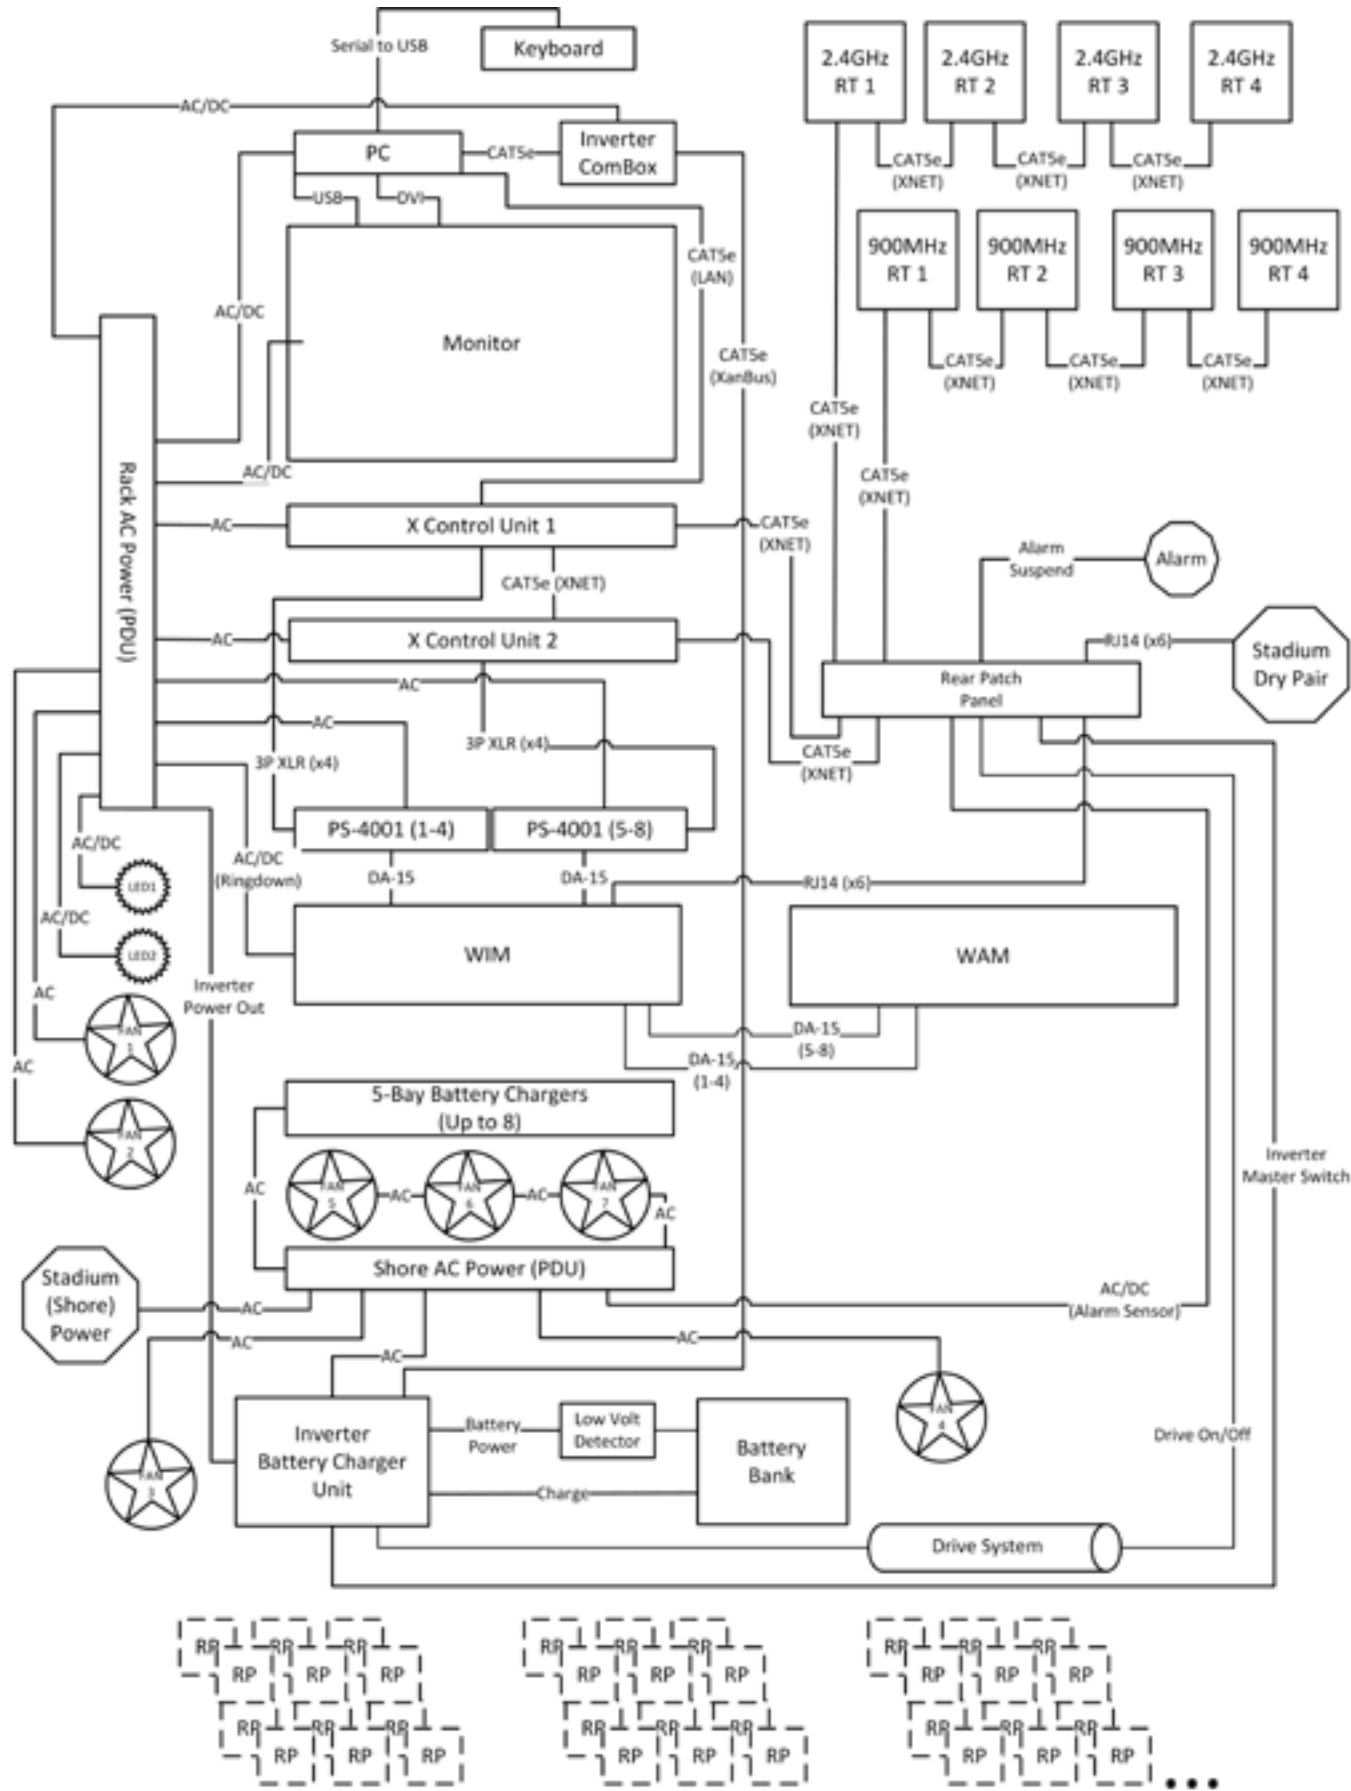 Serial to USB
Keyboard
AC/DC
PC
CAT5e
Inverter
ComBox
USB
DVI
2.4GHz
RT 1
2.4GHz
RT 2
2.4GHz
RT 3
2.4GHz
RT 4
CAT5e
(XNET)
CAT5e
(XNET)
CAT5e
(XNET)
900MHz
RT 1
900MHz
RT 2
900MHz
RT 3
900MHz
RT 4
CAT5e
(XNET)
CAT5e
(XNET)
CAT5e
(XNET)
CAT5e
(LAN)
AC/DC
Monitor
CAT5e
(XanBus)
CAT5e
(XNET)
CAT5e
(XNET)
AC/DC
Rack AC Power (PDU)
AC
X Control Unit 1
CAT5e
(XNET)
CAT5e (XNET)
Alarm
Suspend
Alarm
AC
X Control Unit 2
RJ14 (x6)
Stadium
Dry Pair
Rear Patch
Panel
AC
AC
3P XLR (x4)
3P XLR (x4)
CAT5e
(XNET)
PS-4001 (1-4)
PS-4001 (5-8)
AC/DC
AC/DC
(Ringdown)
DA-15
DA-15
RJ14 (x6)
LED1
AC/DC
LED2
WIM
WAM
AC
Inverter
Power Out
FAN
1
DA-15
(5-8)
DA-15
(1-4)
AC
FAN
2
5-Bay Battery Chargers
(Up to 8)
AC
FAN
5
AC
FAN
6
AC
FAN
7
AC
Inverter
Master Switch
Shore AC Power (PDU)
Stadium
(Shore)
Power
AC
AC
AC
AC
AC/DC
(Alarm Sensor)
FAN
3
FAN
4
Inverter
Battery Charger
Unit
Battery
Power
Low Volt
Detector
Charge
Battery
Bank
Drive On/Off
Drive System
RP RP RP RP RP RP RP RP RP
RP RP RP RP RP RP RP RP RP
RP RP RP RP RP RP RP RP RP
RP RP RP RP RP RP RP RP RP